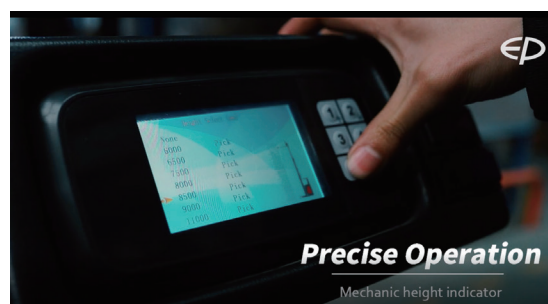 EP
None
6000 Pick
6500 Pick
7500 Pick
8000 Pick
8500 Pick
9000 Pick
11000
1 2
3
Precise Operation
Mechanic height indicator